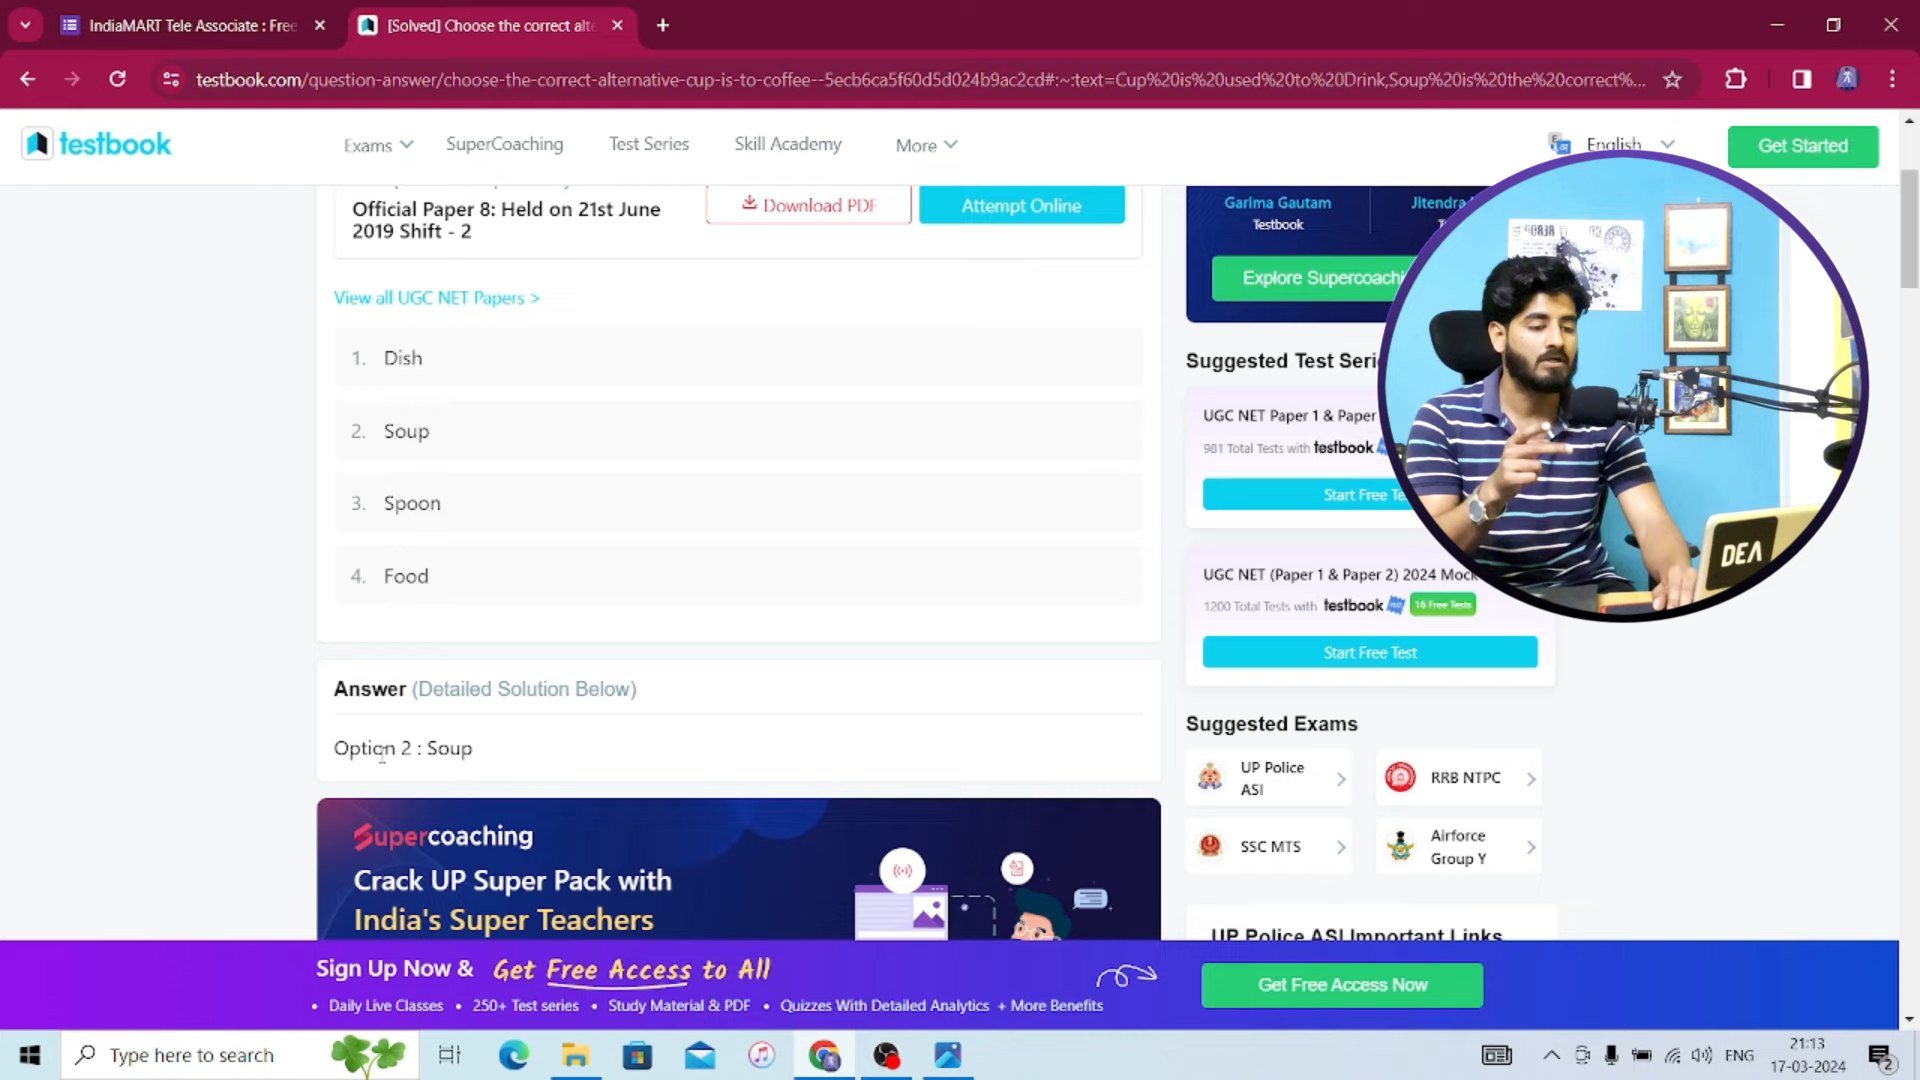 IndiaMART Tele Associate : Free
[Solved] Choose the correct alte
testbook.com/question-answer/choose-the-correct-alternative-cup-is-to-coffee--5ecb6ca5f60d5d024b9ac2cd#:~:text=Cup%20is%20used%20to%20Drink,Soup%20is%20the%20correct%...
testbook
Exams
SuperCoaching
Test Series
Skill Academy
More
English
Get Started
Official Paper 8: Held on 21st June
2019 Shift - 2
Download PDF
Attempt Online
View all UGC NET Papers >
1. Dish
2. Soup
3. Spoon
4. Food
Answer (Detailed Solution Below)
Option 2 : Soup
Supercoaching
Crack UP Super Pack with
India's Super Teachers
Garima Gautam
Testbook
Jitendra
Explore Supercoachi
Suggested Test Seri
UGC NET Paper 1 & Paper
981 Total Tests with testbook
Start Free Te
UGC NET (Paper 1 & Paper 2) 2024 Mock
1200 Total Tests with testbook
16 Free Tests
Start Free Test
DEA
Suggested Exams
UP Police
ASI
RRB NTPC
SSC MTS
Airforce
Group Y
UP Police ASI Important Links
Sign Up Now & Get Free Access to All
• Daily Live Classes • 250+ Test series • Study Material & PDF • Quizzes With Detailed Analytics + More Benefits
Get Free Access Now
Type here to search
ENG
21:13
17-03-2024
2